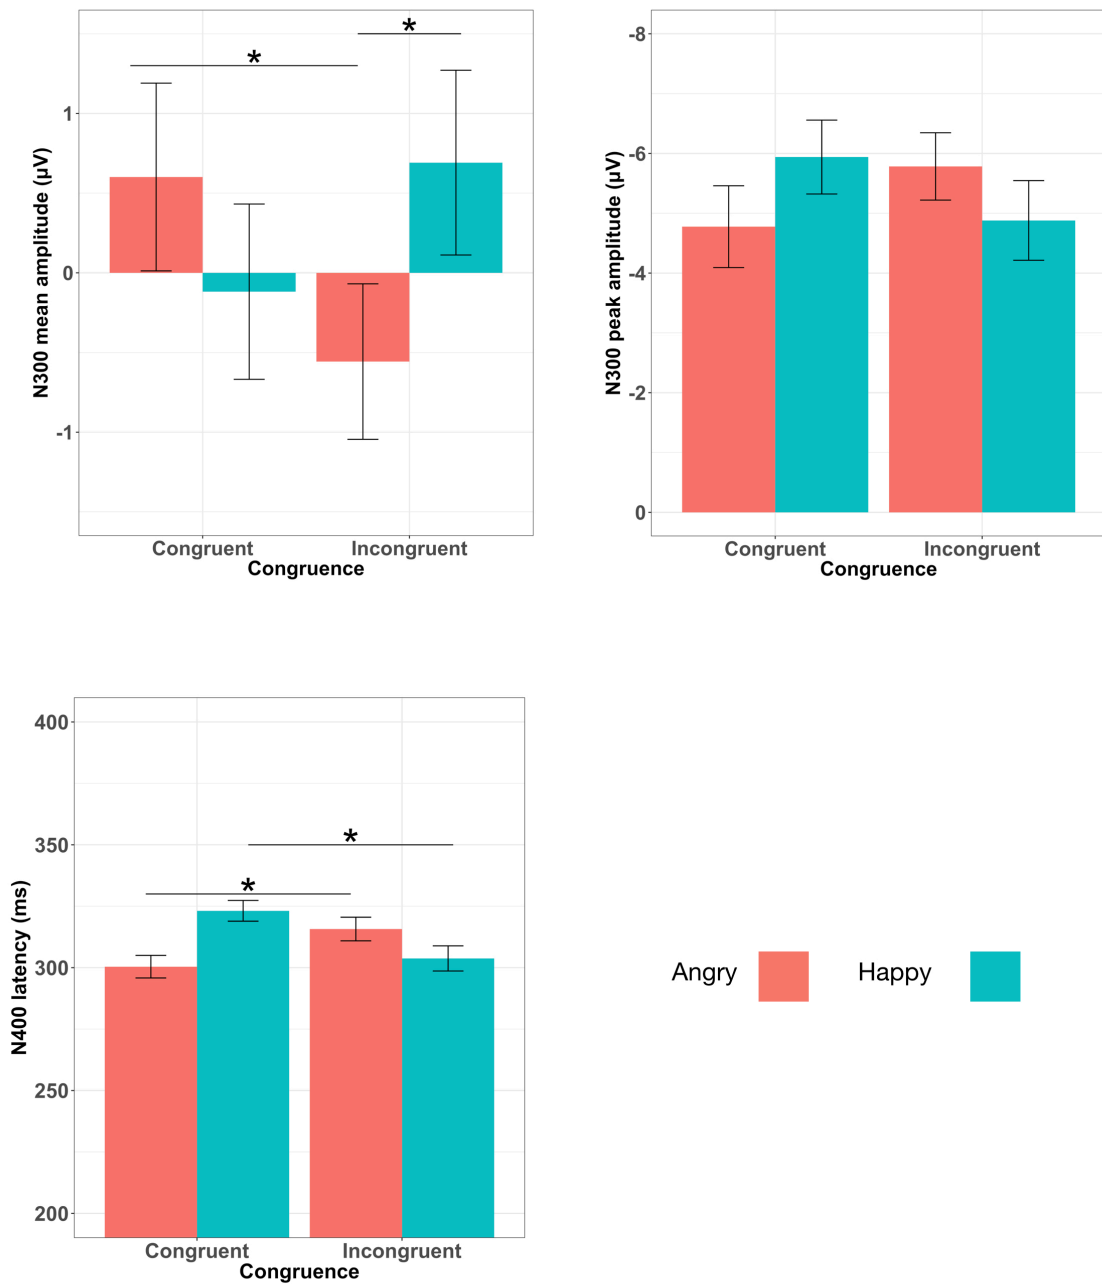 N300 mean amplitude (µV)
1
0
-1
*
*
Congruent
Incongruent
Congruence
N300 peak amplitude (µV)
-8
-6
-4
-2
0
Congruent
Incongruent
Congruence
N400 latency (ms)
400
350
300
250
200
*
*
Congruent
Incongruent
Congruence
Angry
Happy